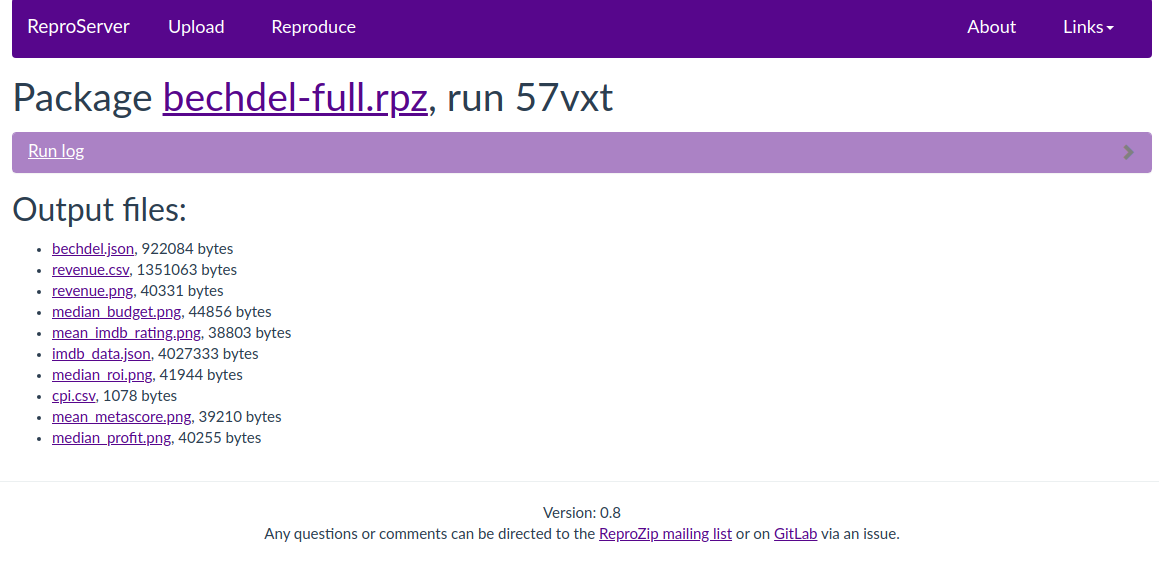 ReproServer Upload Reproduce About Links
Package bechdel-full.rpz, run 57vxt
Run log
Output files:
• bechdel.json, 922084 bytes
• revenue.csv, 1351063 bytes
• revenue.png, 40331 bytes
• median_budget.png, 44856 bytes
• mean_imdb_rating.png, 38803 bytes
• imdb_data.json, 4027333 bytes
• median_roi.png, 41944 bytes
• cpi.csv, 1078 bytes
• mean_metascore.png, 39210 bytes
• median_profit.png, 40255 bytes
Version: 0.8
Any questions or comments can be directed to the ReproZip mailing list or on GitLab via an issue.